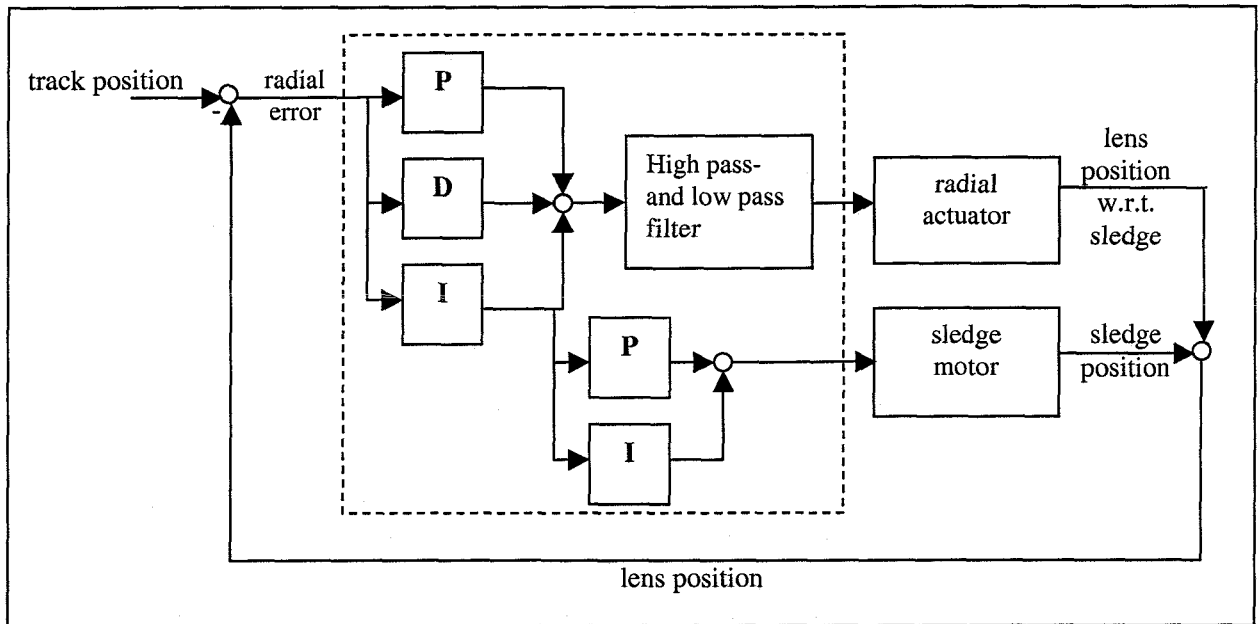 track position
-
radial
error
P
D
I
High pass-
and low pass
filter
P
I
radial
actuator
sledge
motor
lens
position
w.r.t.
sledge
sledge
position
lens position